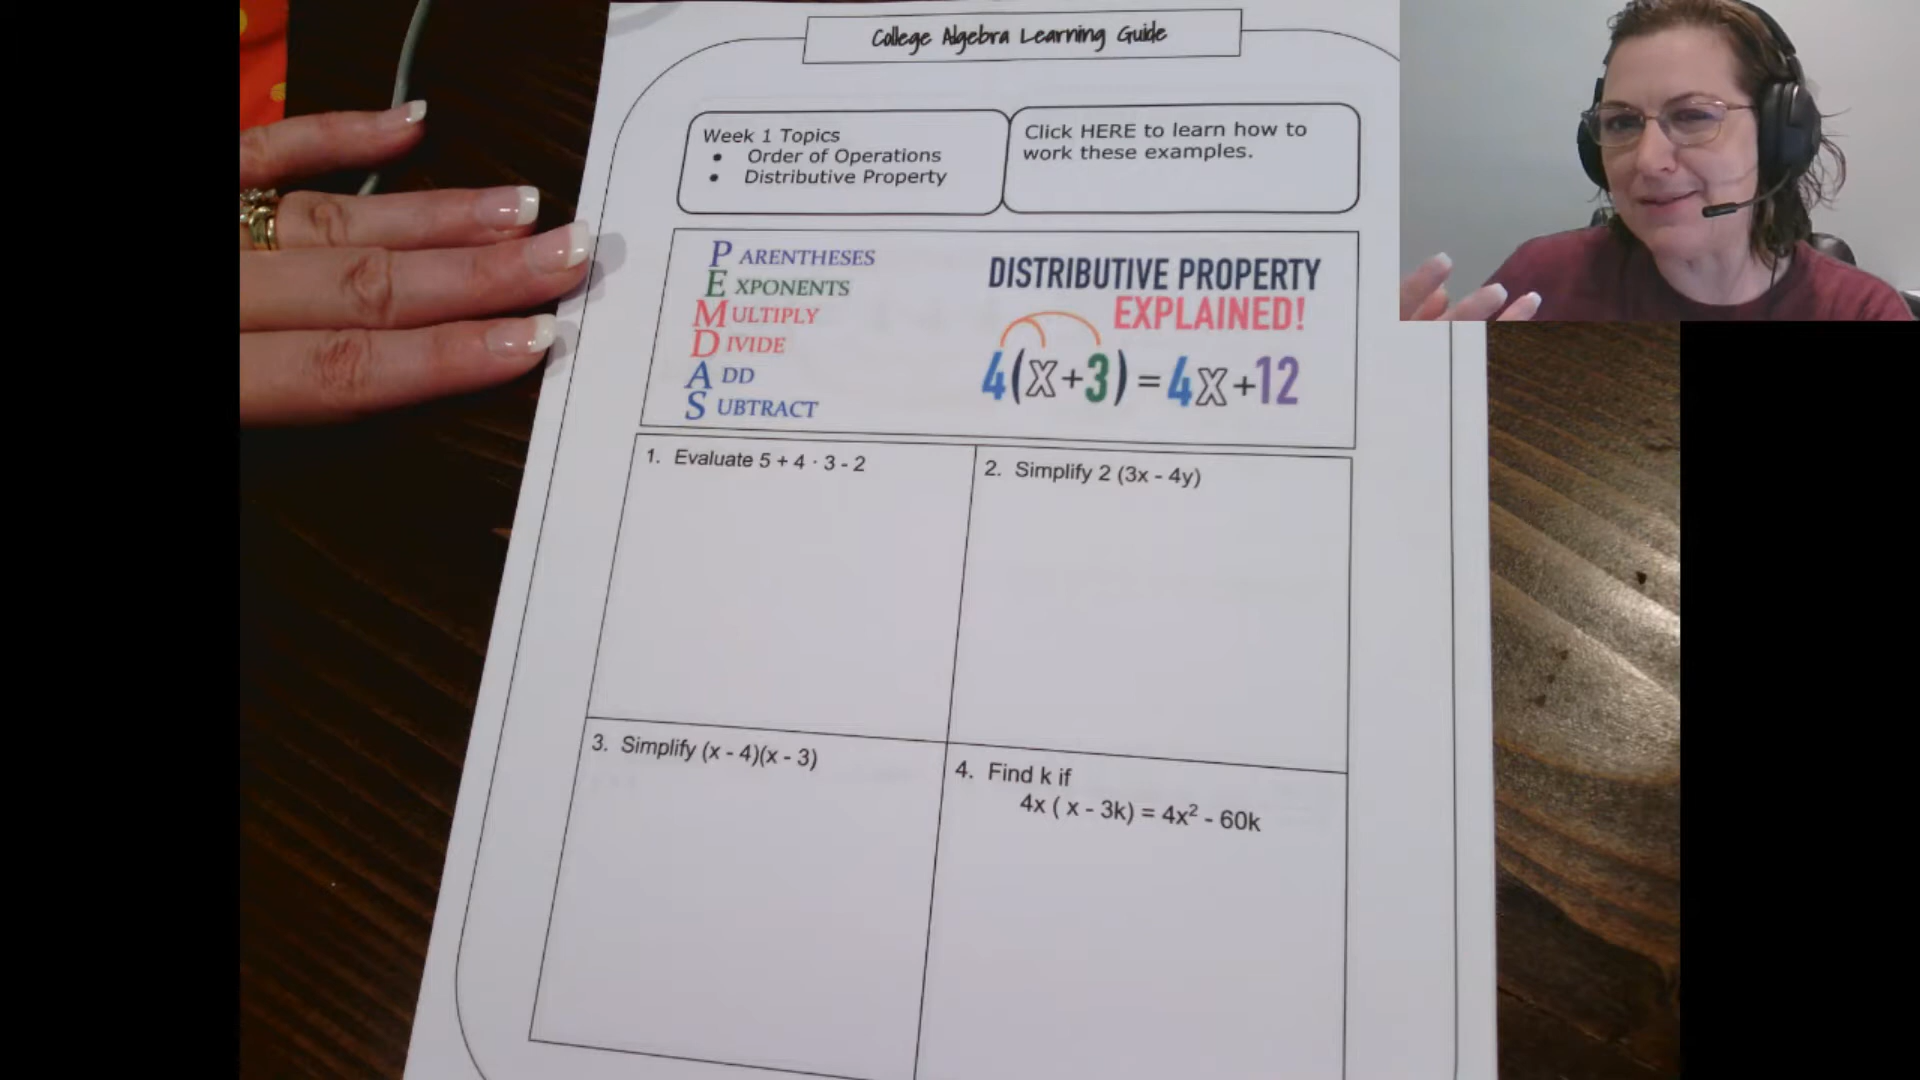 College Algebra Learning Guide
Week 1 Topics
• Order of Operations
• Distributive Property
Click HERE to learn how to
work these examples.
PARENTHESES
EXPONENTS
MULTIPLY
DIVIDE
ADD
SUBTRACT
DISTRIBUTIVE PROPERTY
EXPLAINED!
4(x+3) = 4x+12
1. Evaluate 5 + 4 · 3 - 2
2. Simplify 2 (3x - 4y)
3. Simplify (x - 4)(x - 3)
4. Find k if
4x ( x - 3k) = 4x² - 60k